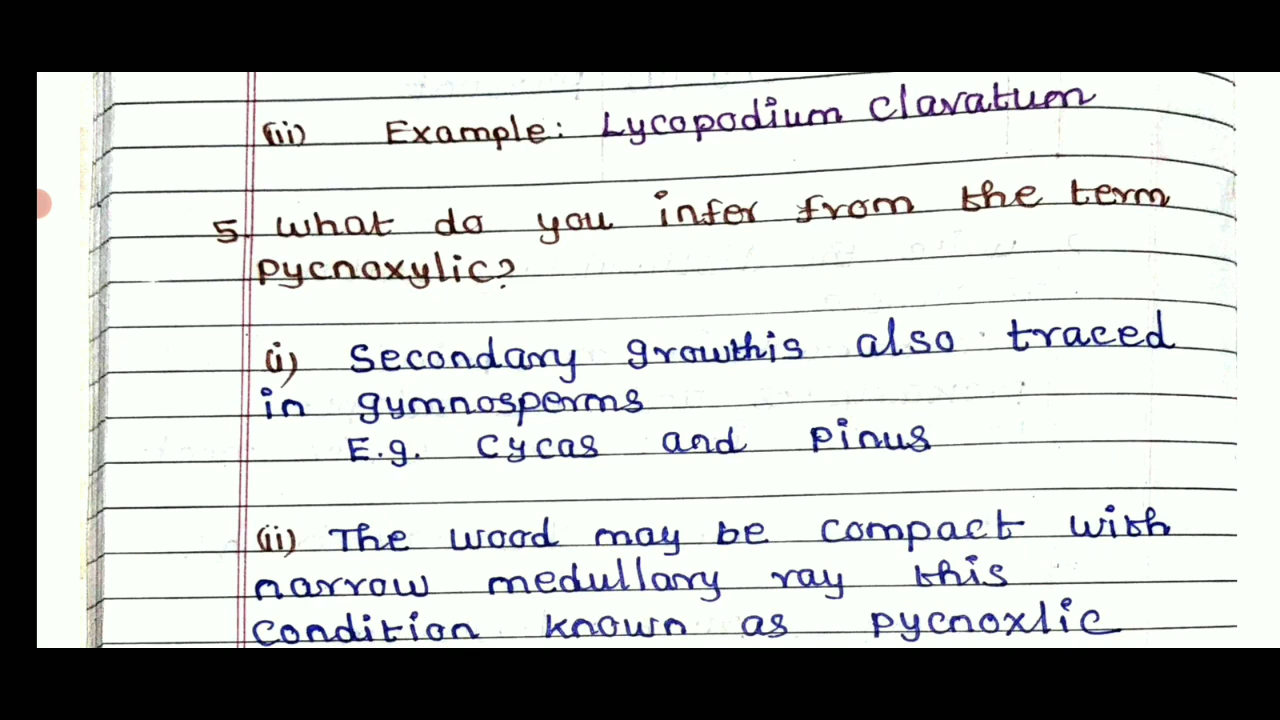 (ii) Example: Lycopodium clavatum
5. What do you infer from the term
pycnoxylic?
(i) Secondary growthis also traced
in gymnosperms
E.g. Cycas and pinus
(ii) The wood may be compact with
narrow medullary ray this
condition known as pycnoxlic